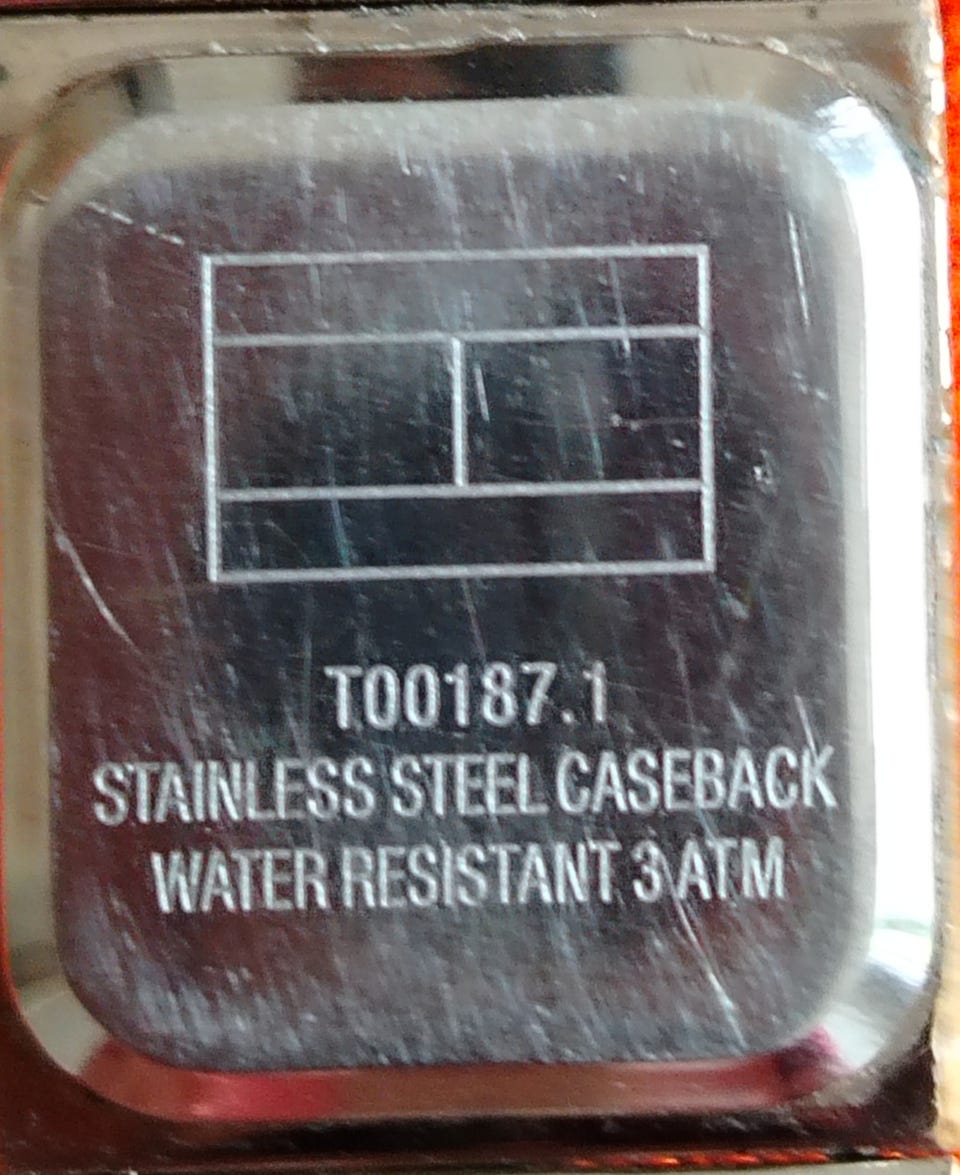 T00187.1
STAINLESS STEEL CASEBACK
WATER RESISTANT 3 ATM